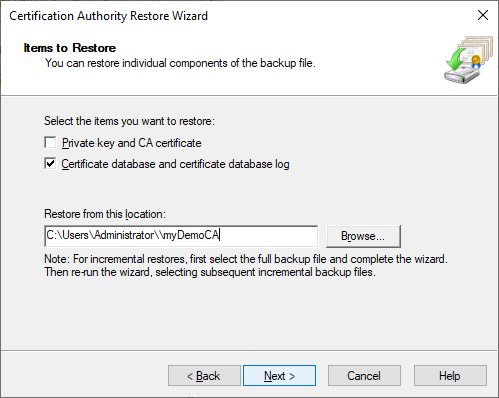 Certification Authority Restore Wizard
Items to Restore
You can restore individual components of the backup file.
Select the items you want to restore:
Private key and CA certificate
Certificate database and certificate database log
Restore from this location:
C:\Users\Administrator\\myDemoCA
Browse...
Note: For incremental restores, first select the full backup file and complete the wizard.
Then re-run the wizard, selecting subsequent incremental backup files.
< Back
Next >
Cancel
Help